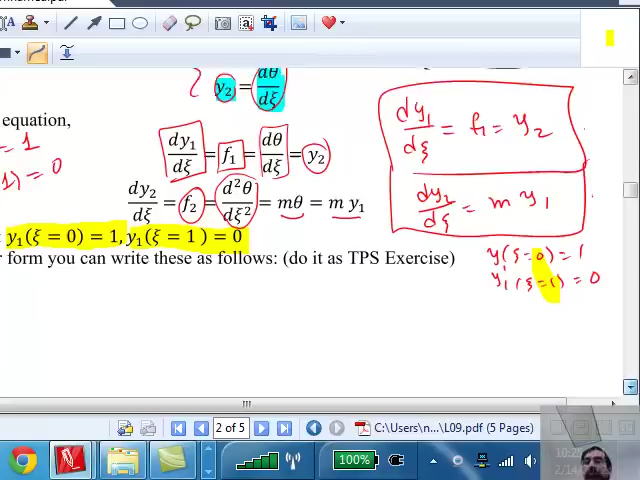 y₂ = dθ/dξ
e equation,
= 1
1) = 0
dy₁/dξ = f₁ = dθ/dξ = y₂
dy₂/dξ = f₂ = d²θ/dξ² = mθ = m y₁
y₁(ξ = 0) = 1, y₁(ξ = 1 ) = 0
r form you can write these as follows: (do it as TPS Exercise)
dy₁/dξ = f₁ = y₂
dy₂/dξ = m y₁
y(ξ=0) = 1
y₁(ξ=1) = 0
2 of 5
C:\Users\n... L09.pdf (5 Pages)
100%